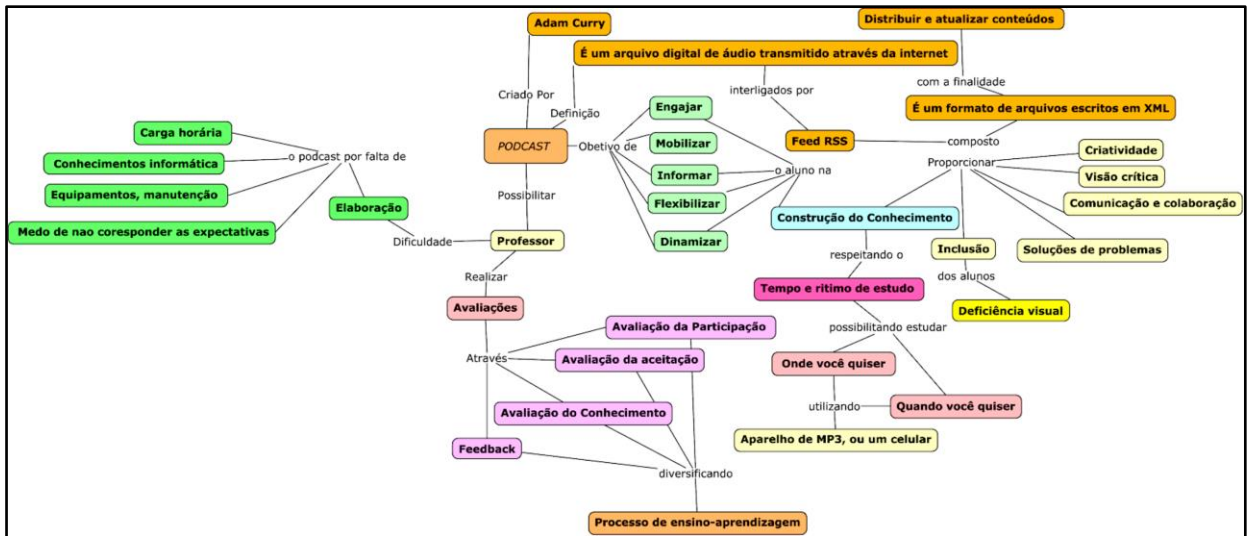 Distribuir e atualizar conteúdos
Adam Curry
É um arquivo digital de áudio transmitido através da internet
com a finalidade
interligados por
Criado Por
Engajar
É um formato de arquivos escritos em XML
Definição
Carga horária
Mobilizar
Feed RSS
composto
PODCAST
Obetivo de
Criatividade
o podcast por falta de
Conhecimentos informática
Proporcionar
Informar
o aluno na
Visão crítica
Equipamentos, manutenção
Possibilitar
Flexibilizar
Comunicação e colaboração
Elaboração
Construção do Conhecimento
Medo de nao coresponder as expectativas
Dificuldade
Professor
Dinamizar
Inclusão
Soluções de problemas
respeitando o
Realizar
dos alunos
Tempo e ritimo de estudo
Avaliações
Deficiência visual
Avaliação da Participação
possibilitando estudar
Através
Avaliação da aceitação
Onde você quiser
Avaliação do Conhecimento
utilizando
Quando você quiser
Aparelho de MP3, ou um celular
Feedback
diversificando
Processo de ensino-aprendizagem